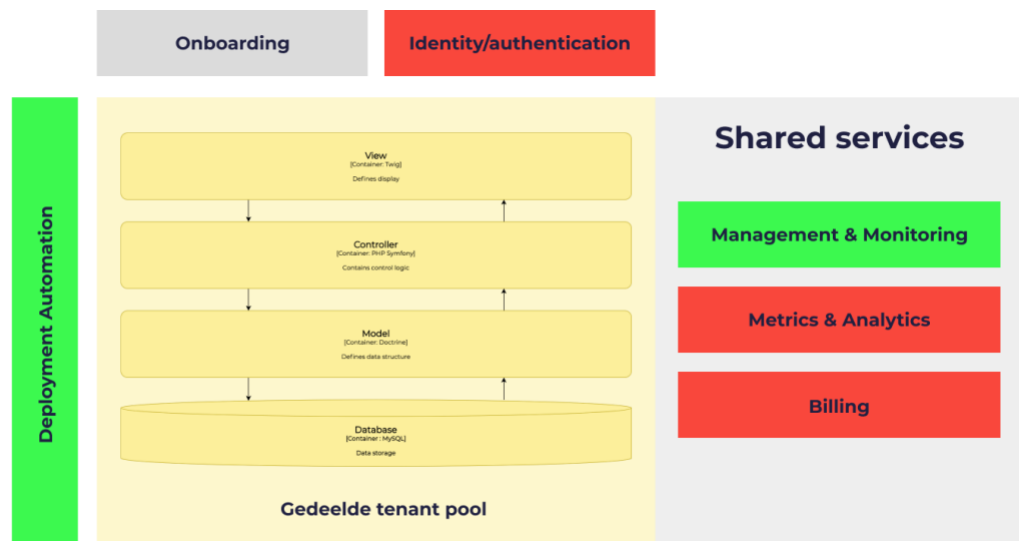 Onboarding
Identity/authentication
Deployment Automation
View
[Container: Twig]
Defines display
Controller
[Container: PHP Symfony]
Contains control logic
Model
[Container: Doctrine]
Defines data structure
Database
[Container : MySQL]
Data storage
Gedeelde tenant pool
Shared services
Management & Monitoring
Metrics & Analytics
Billing